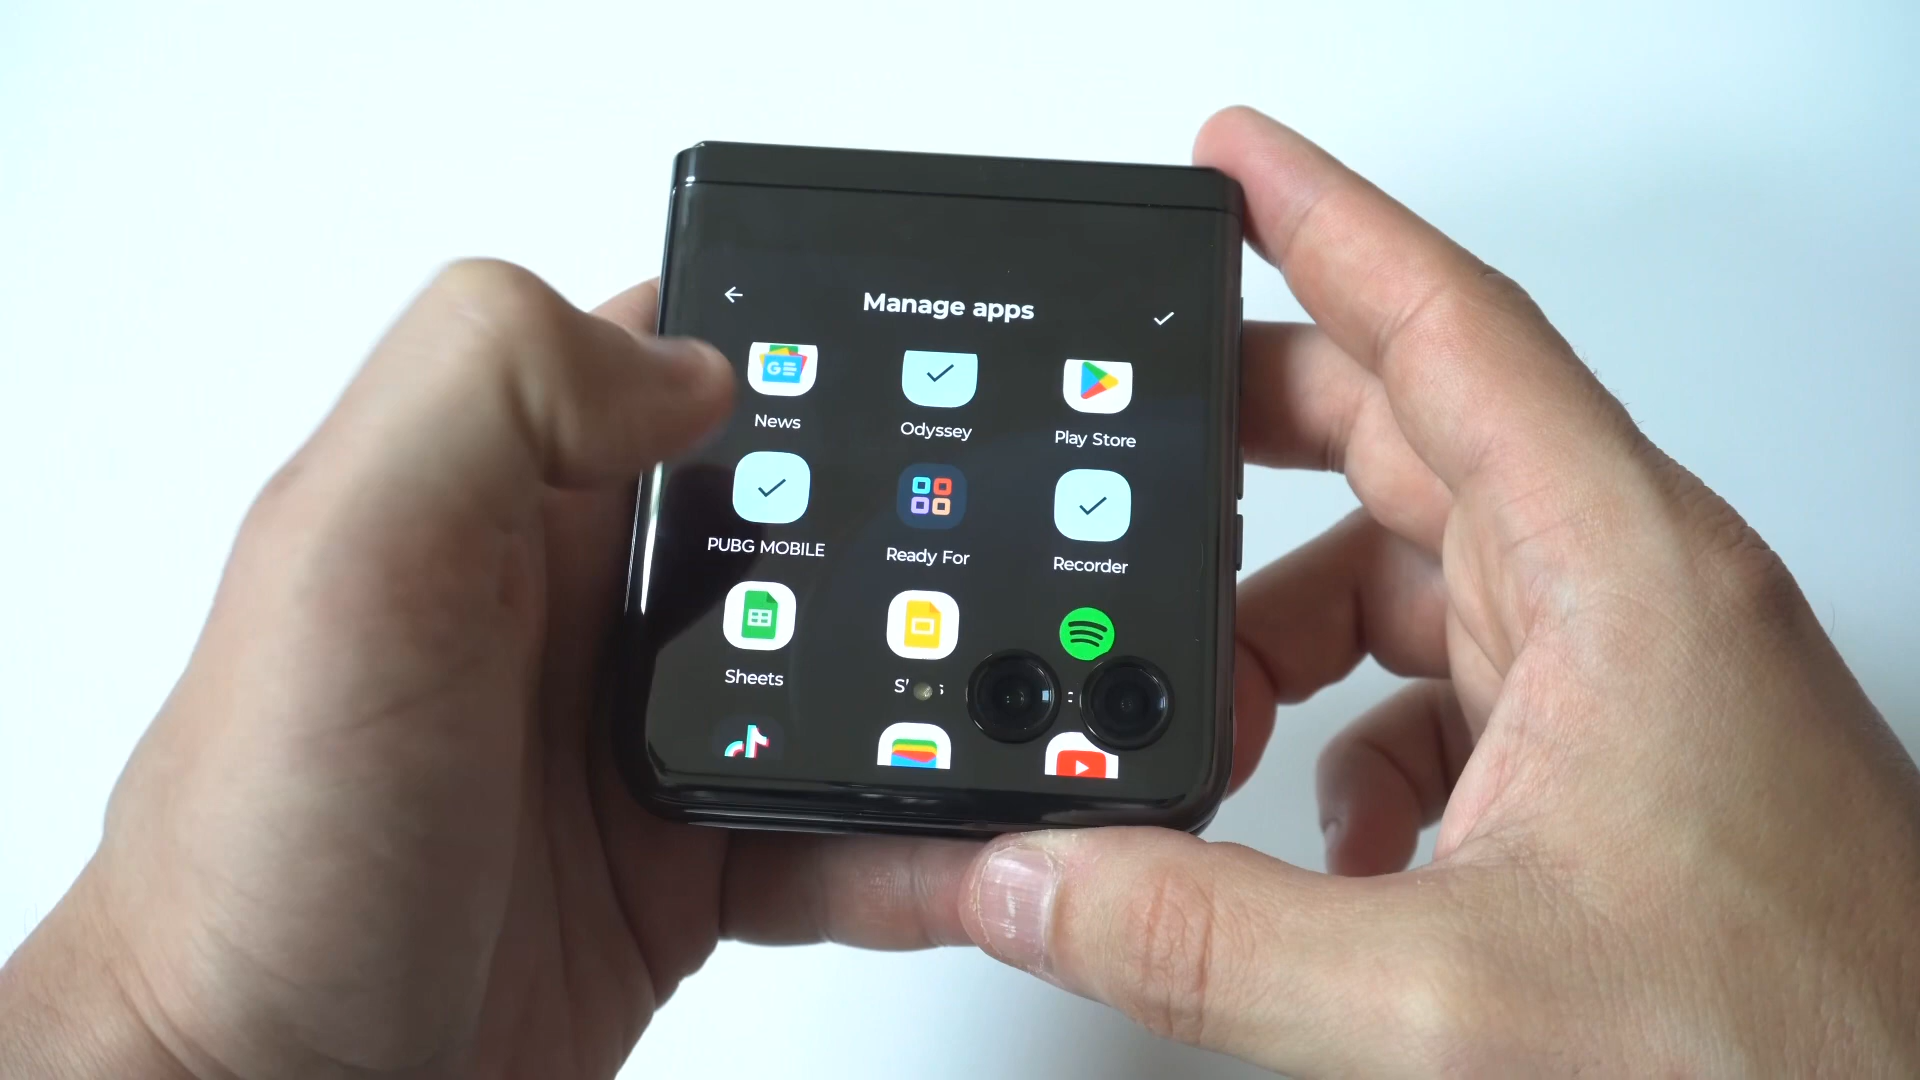 Manage apps
News
Odyssey
Play Store
PUBG MOBILE
Ready For
Recorder
Sheets